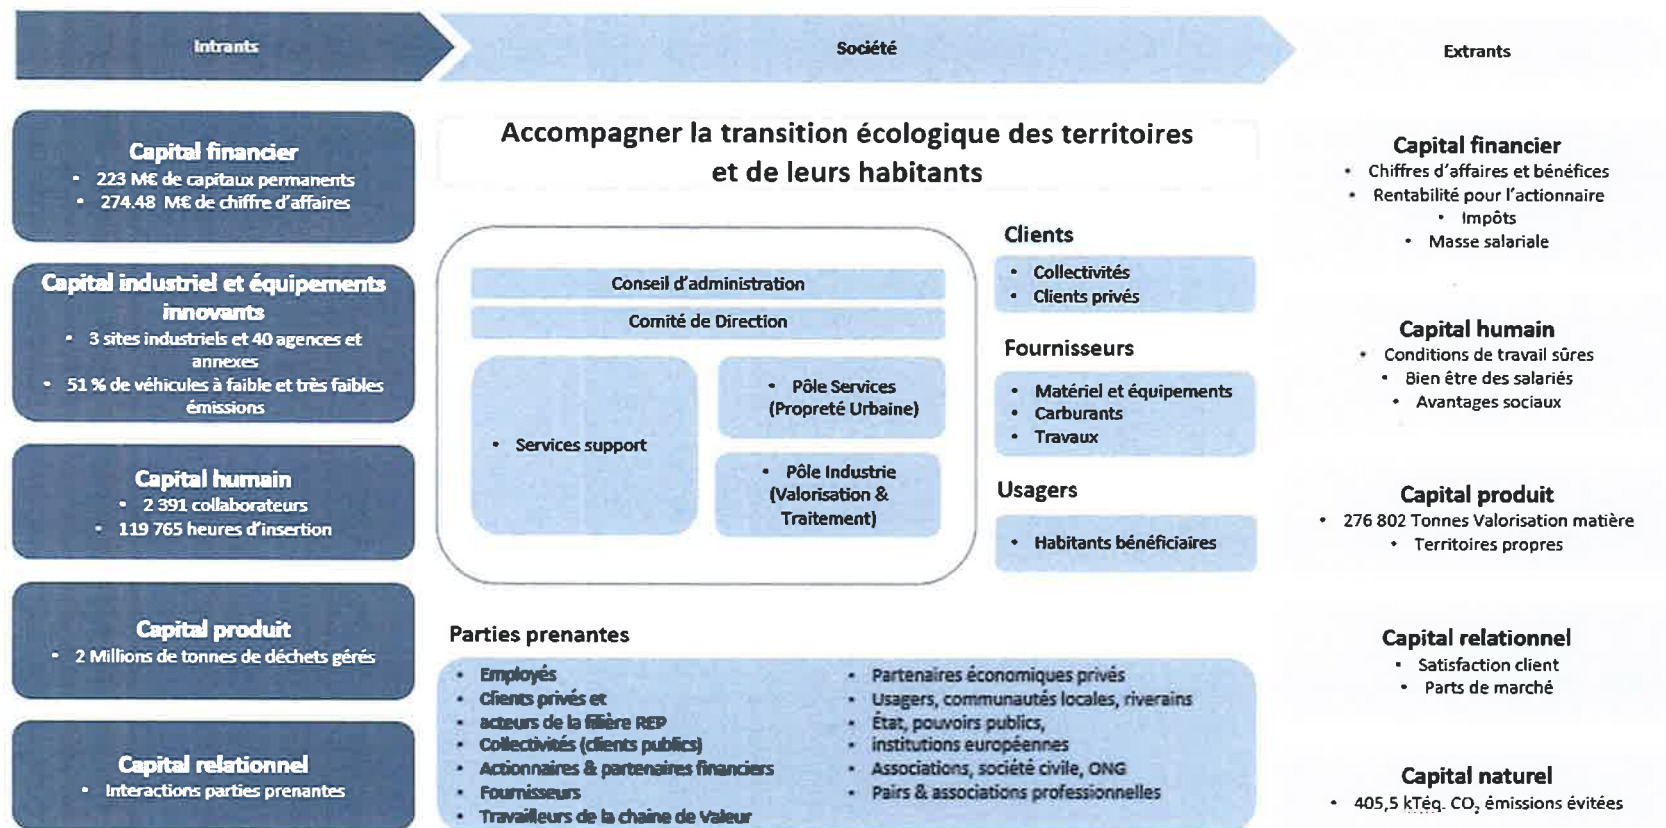 Intrants
Société
Extrants
Capital financier
• 223 M€ de capitaux permanents
• 274.48 M€ de chiffre d'affaires
Capital industriel et équipements
innovants
• 3 sites industriels et 40 agences et
annexes
• 51 % de véhicules à faible et très faibles
émissions
Capital humain
• 2 391 collaborateurs
• 119 765 heures d'insertion
Capital produit
• 2 Millions de tonnes de déchets gérés
Capital relationnel
• Interactions parties prenantes
Accompagner la transition écologique des territoires
et de leurs habitants
Conseil d'administration
Comité de Direction
• Services support
• Pôle Services
(Propreté Urbaine)
• Pôle Industrie
(Valorisation &
Traitement)
Clients
• Collectivités
• Clients privés
Fournisseurs
• Matériel et équipements
• Carburants
• Travaux
Usagers
• Habitants bénéficiaires
Parties prenantes
• Employés
• Clients privés et
• acteurs de la filière REP
• Collectivités (clients publics)
• Actionnaires & partenaires financiers
• Fournisseurs
• Travailleurs de la chaine de Valeur
• Partenaires économiques privés
• Usagers, communautés locales, riverains
• État, pouvoirs publics,
• institutions européennes
• Associations, société civile, ONG
• Pairs & associations professionnelles
Capital financier
• Chiffres d'affaires et bénéfices
• Rentabilité pour l'actionnaire
• Impôts
• Masse salariale
Capital humain
• Conditions de travail sûres
• Bien être des salariés
• Avantages sociaux
Capital produit
• 276 802 Tonnes Valorisation matière
• Territoires propres
Capital relationnel
• Satisfaction client
• Parts de marché
Capital naturel
• 405,5 kTéq. CO₂ émissions évitées